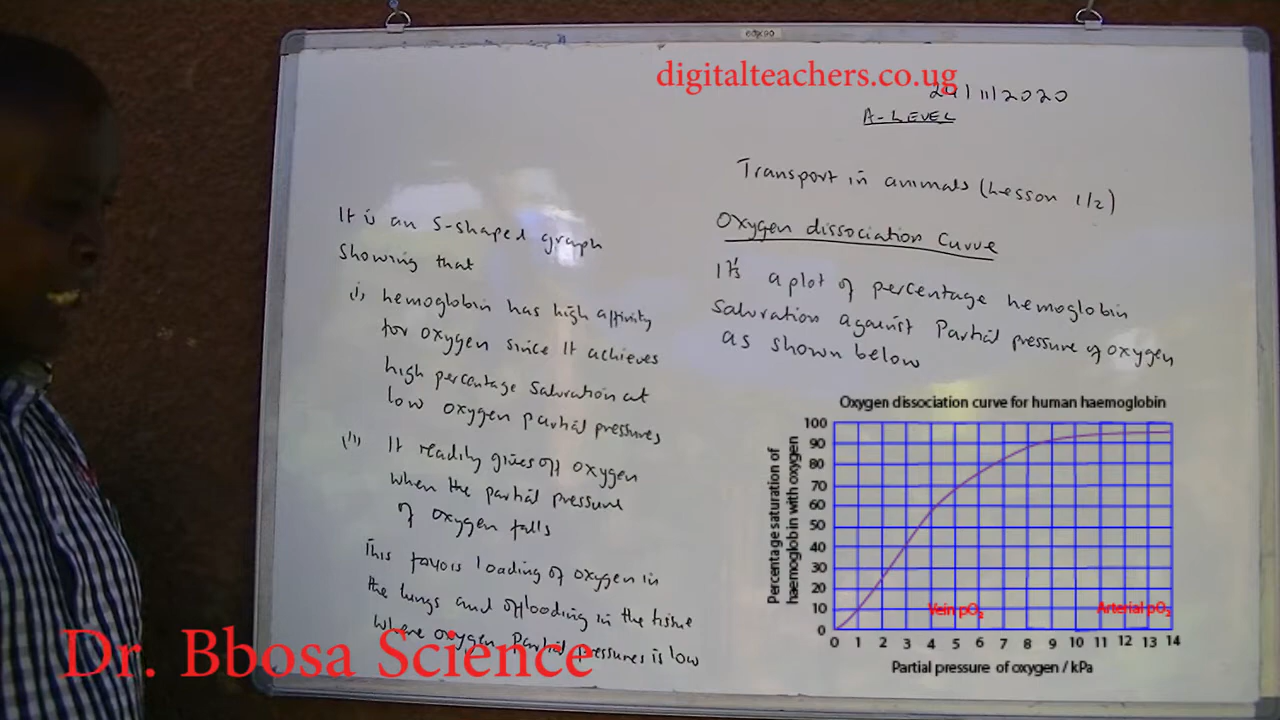 60x90
digitalteachers.co.ug
24/11/2020
A-LEVEL
Transport in animals (Lesson 1/2)
Oxygen dissociation curve
It's a plot of percentage hemoglobin
saturation against Partial pressure of oxygen
as shown below
It is an S-shaped graph
showing that
(i) hemoglobin has high affinity
for oxygen since it achieves
high percentage saturation at
low oxygen partial pressures
(ii) It readily gives off oxygen
when the partial pressure
of oxygen falls
This favors loading of oxygen in
the lungs and offloading in the tissue
where oxygen Partial pressures is low
Oxygen dissociation curve for human haemoglobin
Percentage saturation of
haemoglobin with oxygen
100
90
80
70
60
50
40
30
20
10
0
Vein pO₂
Arterial pO₂
0 1 2 3 4 5 6 7 8 9 10 11 12 13 14
Partial pressure of oxygen / kPa
Dr. Bbosa Science